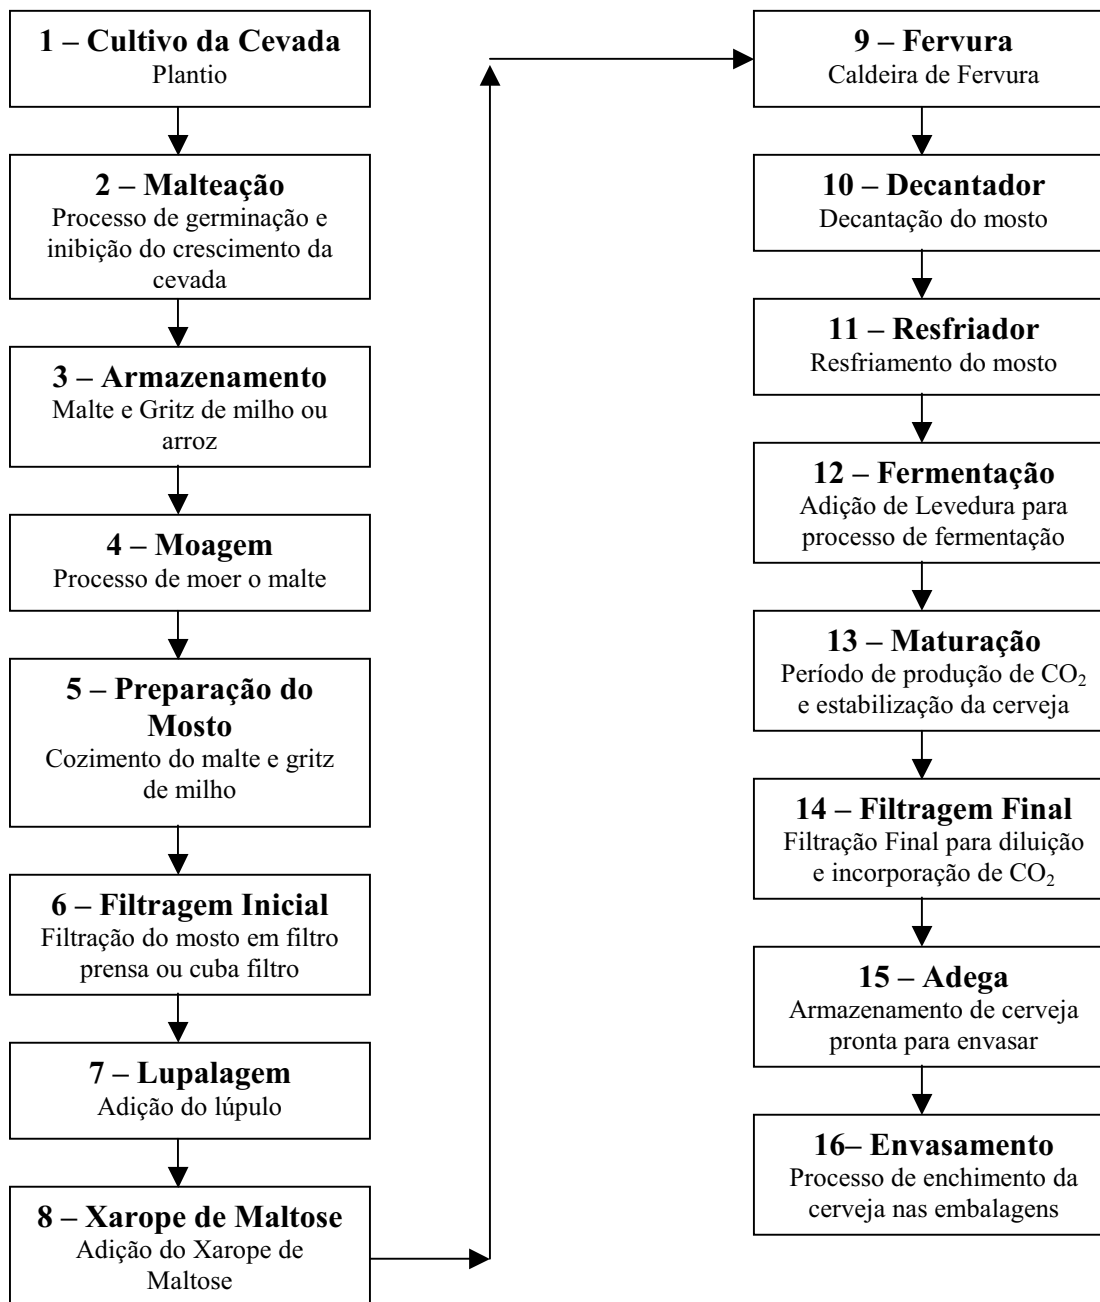 1 – Cultivo da Cevada
Plantio
2 – Malteação
Processo de germinação e
inibição do crescimento da
cevada
3 – Armazenamento
Malte e Gritz de milho ou
arroz
4 – Moagem
Processo de moer o malte
5 – Preparação do
Mosto
Cozimento do malte e gritz
de milho
6 – Filtragem Inicial
Filtração do mosto em filtro
prensa ou cuba filtro
7 – Lupalagem
Adição do lúpulo
8 – Xarope de Maltose
Adição do Xarope de
Maltose
9 – Fervura
Caldeira de Fervura
10 – Decantador
Decantação do mosto
11 – Resfriador
Resfriamento do mosto
12 – Fermentação
Adição de Levedura para
processo de fermentação
13 – Maturação
Período de produção de CO₂
e estabilização da cerveja
14 – Filtragem Final
Filtração Final para diluição
e incorporação de CO₂
15 – Adega
Armazenamento de cerveja
pronta para envasar
16– Envasamento
Processo de enchimento da
cerveja nas embalagens